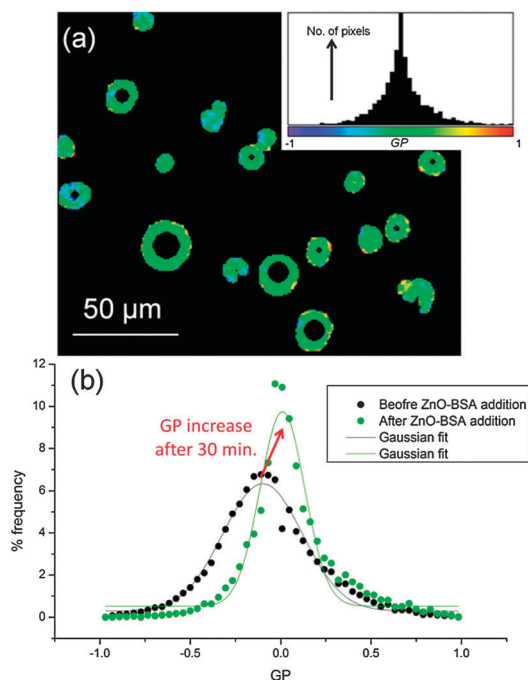 (a)
No. of pixels
-1
GP
1
50 µm
(b)
12
10
8
6
4
2
0
% frequency
GP increase
after 30 min.
Beofre ZnO-BSA addition
After ZnO-BSA addition
Gaussian fit
Gaussian fit
-1.0
-0.5
0.0
0.5
1.0
GP